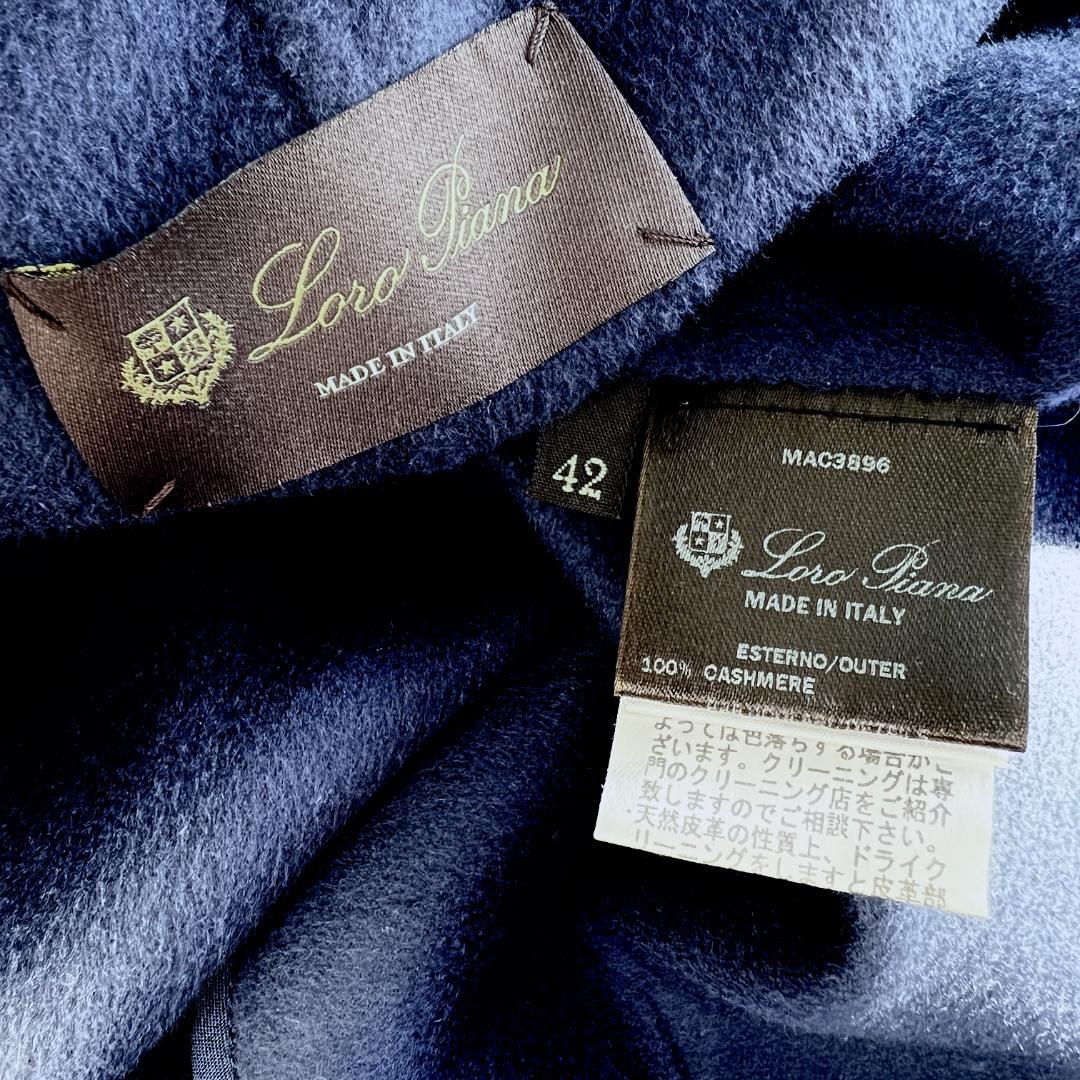 Loro Piana
MADE IN ITALY
42
MAC3896
Loro Piana
MADE IN ITALY
ESTERNO/OUTER
100% CASHMERE
よっては色落ちする場合がご
ざいます。クリーニングは専
門のクリーニング店をご紹介
致しますのでご相談下さい。
天然皮革の性質上、ドライク
リーニングをしますと皮革部